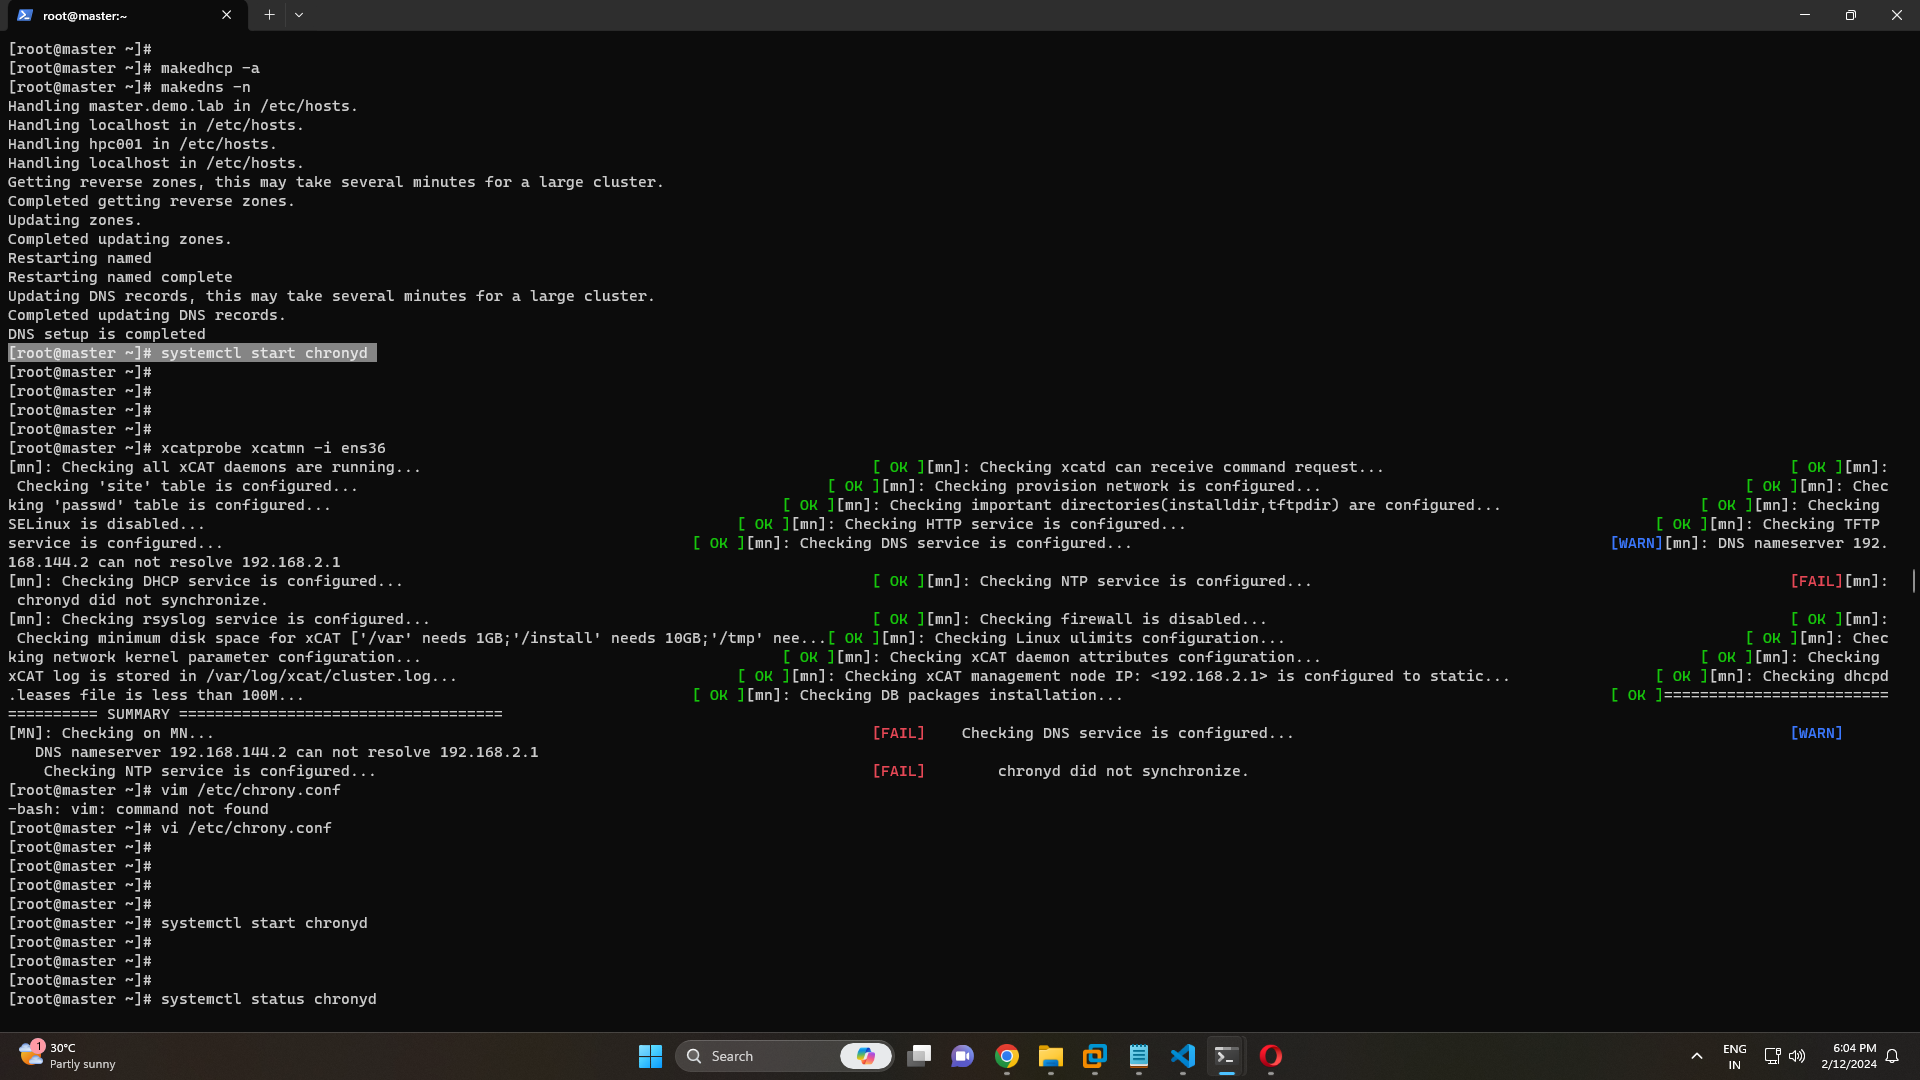 root@master:~
[root@master ~]#
[root@master ~]# makedhcp -a
[root@master ~]# makedns -n
Handling master.demo.lab in /etc/hosts.
Handling localhost in /etc/hosts.
Handling hpc001 in /etc/hosts.
Handling localhost in /etc/hosts.
Getting reverse zones, this may take several minutes for a large cluster.
Completed getting reverse zones.
Updating zones.
Completed updating zones.
Restarting named
Restarting named complete
Updating DNS records, this may take several minutes for a large cluster.
Completed updating DNS records.
DNS setup is completed
[root@master ~]# systemctl start chronyd
[root@master ~]#
[root@master ~]#
[root@master ~]#
[root@master ~]#
[root@master ~]# xcatprobe xcatmn -i ens36
[mn]: Checking all xCAT daemons are running... [ OK ][mn]: Checking xcatd can receive command request... [ OK ][mn]:
Checking 'site' table is configured... [ OK ][mn]: Checking provision network is configured... [ OK ][mn]: Chec
king 'passwd' table is configured... [ OK ][mn]: Checking important directories(installdir,tftpdir) are configured... [ OK ][mn]: Checking
SELinux is disabled... [ OK ][mn]: Checking HTTP service is configured... [ OK ][mn]: Checking TFTP
service is configured... [ OK ][mn]: Checking DNS service is configured... [WARN][mn]: DNS nameserver 192.
168.144.2 can not resolve 192.168.2.1
[mn]: Checking DHCP service is configured... [ OK ][mn]: Checking NTP service is configured... [FAIL][mn]:
chronyd did not synchronize.
[mn]: Checking rsyslog service is configured... [ OK ][mn]: Checking firewall is disabled... [ OK ][mn]:
Checking minimum disk space for xCAT ['/var' needs 1GB;'/install' needs 10GB;'/tmp' nee...[ OK ][mn]: Checking Linux ulimits configuration... [ OK ][mn]: Chec
king network kernel parameter configuration... [ OK ][mn]: Checking xCAT daemon attributes configuration... [ OK ][mn]: Checking
xCAT log is stored in /var/log/xcat/cluster.log... [ OK ][mn]: Checking xCAT management node IP: <192.168.2.1> is configured to static... [ OK ][mn]: Checking dhcpd
.leases file is less than 100M... [ OK ][mn]: Checking DB packages installation... [ OK ]=========================
========== SUMMARY ====================================
[MN]: Checking on MN... [FAIL] Checking DNS service is configured... [WARN]
DNS nameserver 192.168.144.2 can not resolve 192.168.2.1
Checking NTP service is configured... [FAIL] chronyd did not synchronize.
[root@master ~]# vim /etc/chrony.conf
-bash: vim: command not found
[root@master ~]# vi /etc/chrony.conf
[root@master ~]#
[root@master ~]#
[root@master ~]#
[root@master ~]#
[root@master ~]# systemctl start chronyd
[root@master ~]#
[root@master ~]#
[root@master ~]#
[root@master ~]# systemctl status chronyd
1
30°C
Partly sunny
Search
ENG
IN
6:04 PM
2/12/2024